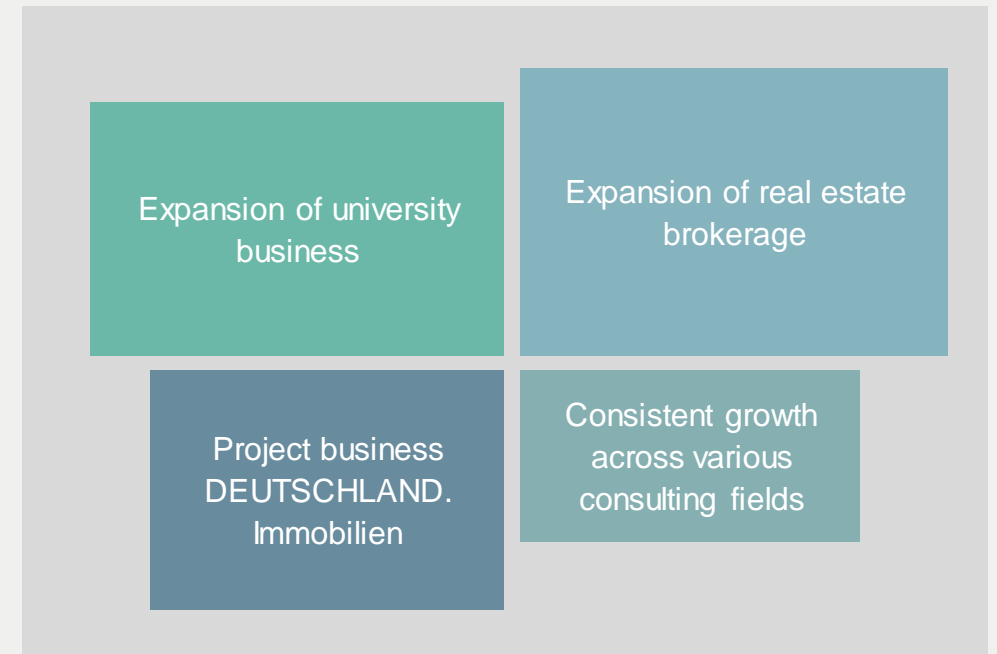 Expansion of university
business
Expansion of real estate
brokerage
Project business
DEUTSCHLAND.
Immobilien
Consistent growth
across various
consulting fields